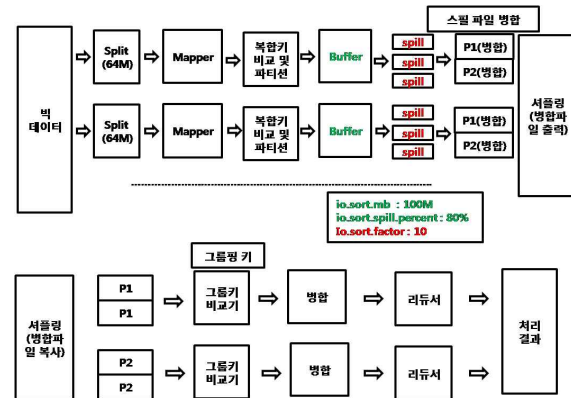 스필 파일 병합
빅
데이터
Split
(64M)
Mapper
복합키
비교 및
파티션
Buffer
spill
spill
spill
P1(병합)
P2(병합)
Split
(64M)
Mapper
복합키
비교 및
파티션
Buffer
spill
spill
spill
P1(병합)
P2(병합)
셔플링
(병합파
일 출력)
io.sort.mb : 100M
io.sort.spill.percent : 80%
Io.sort.factor : 10
그룹핑 키
셔플링
(병합파
일 복사)
P1
P1
그룹키
비교기
병합
리듀서
P2
P2
그룹키
비교기
병합
리듀서
처리
결과